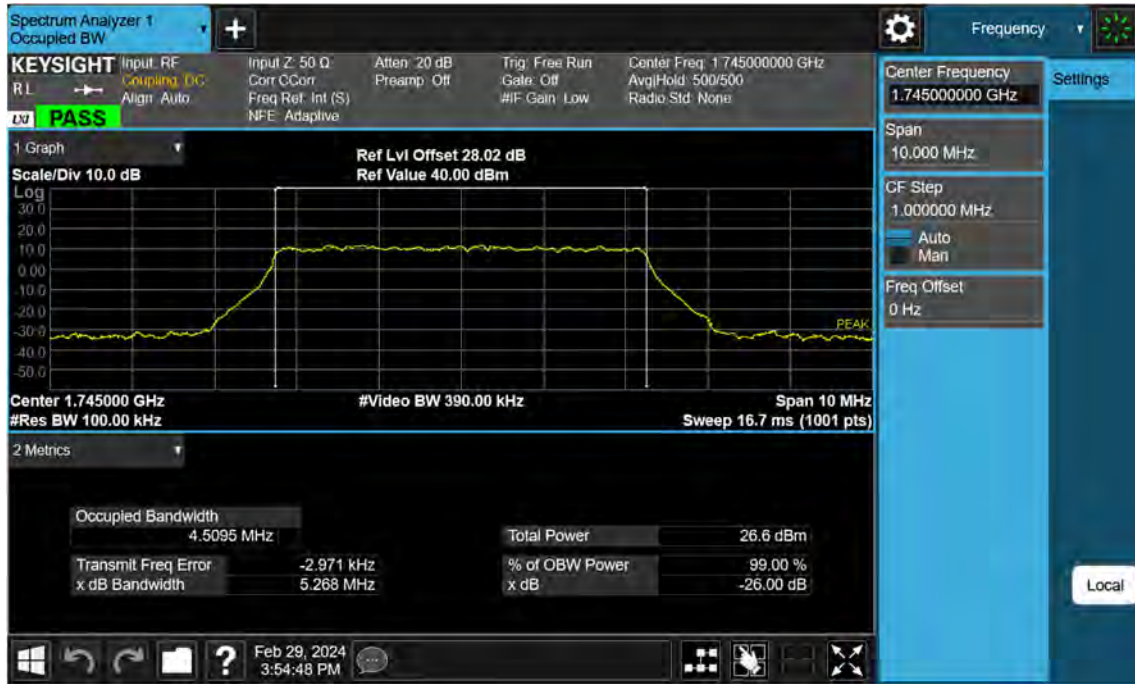 Spectrum Analyzer 1
Occupied BW
Frequency
KEYSIGHT
R L
LXI
PASS
Input: RF
Coupling: DC
Align: Auto
Input Z: 50 Ω
Corr CCorr
Freq Ref: Int (S)
NFE: Adaptive
Atten: 20 dB
Preamp: Off
Trig: Free Run
Gate: Off
#IF Gain: Low
Center Freq: 1.745000000 GHz
Avg|Hold: 500/500
Radio Std: None
Center Frequency
1.745000000 GHz
Settings
Span
10.000 MHz
CF Step
1.000000 MHz
Auto
Man
Freq Offset
0 Hz
Local
1 Graph
Scale/Div 10.0 dB
Ref Lvl Offset 28.02 dB
Ref Value 40.00 dBm
Log
30.0
20.0
10.0
0.00
-10.0
-20.0
-30.0
-40.0
-50.0
PEAK
Center 1.745000 GHz
#Video BW 390.00 kHz
Span 10 MHz
#Res BW 100.00 kHz
Sweep 16.7 ms (1001 pts)
2 Metrics
Occupied Bandwidth
4.5095 MHz
Total Power
26.6 dBm
Transmit Freq Error
-2.971 kHz
% of OBW Power
99.00 %
x dB Bandwidth
5.268 MHz
x dB
-26.00 dB
?
Feb 29, 2024
3:54:48 PM